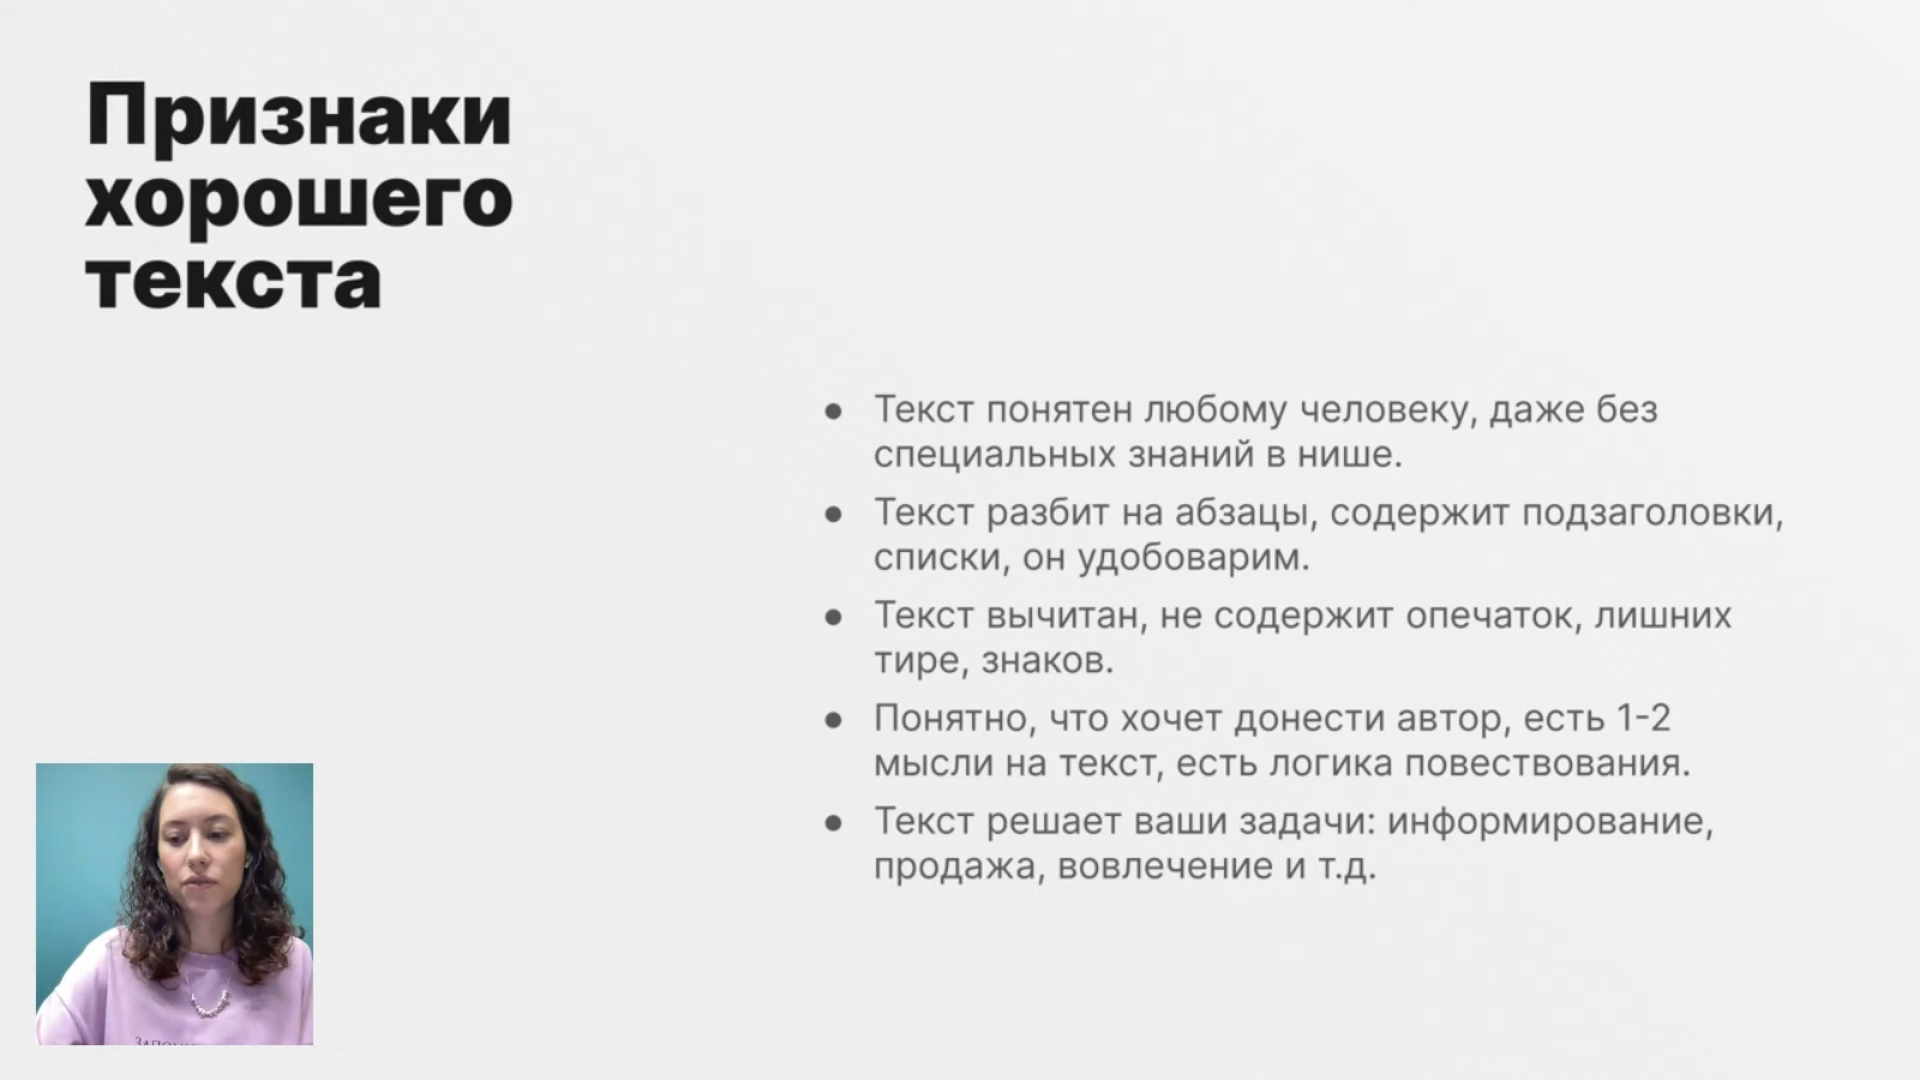 Признаки
хорошего
текста
● Текст понятен любому человеку, даже без
специальных знаний в нише.
● Текст разбит на абзацы, содержит подзаголовки,
списки, он удобоварим.
● Текст вычитан, не содержит опечаток, лишних
тире, знаков.
● Понятно, что хочет донести автор, есть 1-2
мысли на текст, есть логика повествования.
● Текст решает ваши задачи: информирование,
продажа, вовлечение и т.д.